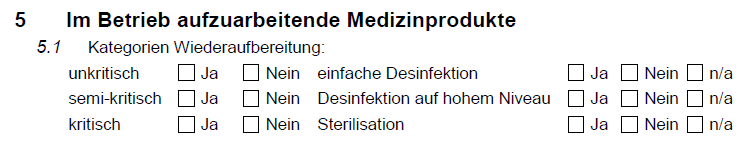 5 Im Betrieb aufzuarbeitende Medizinprodukte
5.1 Kategorien Wiederaufbereitung:
unkritisch Ja Nein einfache Desinfektion Ja Nein n/a
semi-kritisch Ja Nein Desinfektion auf hohem Niveau Ja Nein n/a
kritisch Ja Nein Sterilisation Ja Nein n/a